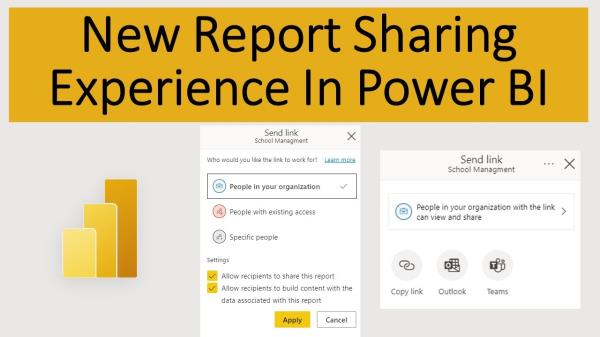 New Report Sharing
Experience In Power BI
Send link
School Managment
Who would you like the link to work for? Learn more
People in your organization
People with existing access
Specific people
Settings
Allow recipients to share this report
Allow recipients to build content with the
data associated with this report
Apply
Cancel
Send link
School Managment
People in your organization with the link
can view and share
Copy link
Outlook
Teams